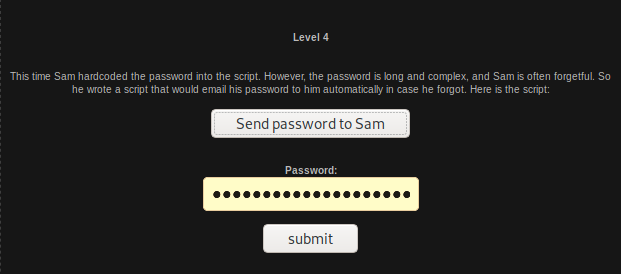 Level 4
This time Sam hardcoded the password into the script. However, the password is long and complex, and Sam is often forgetful. So
he wrote a script that would email his password to him automatically in case he forgot. Here is the script:
Send password to Sam
Password:
submit